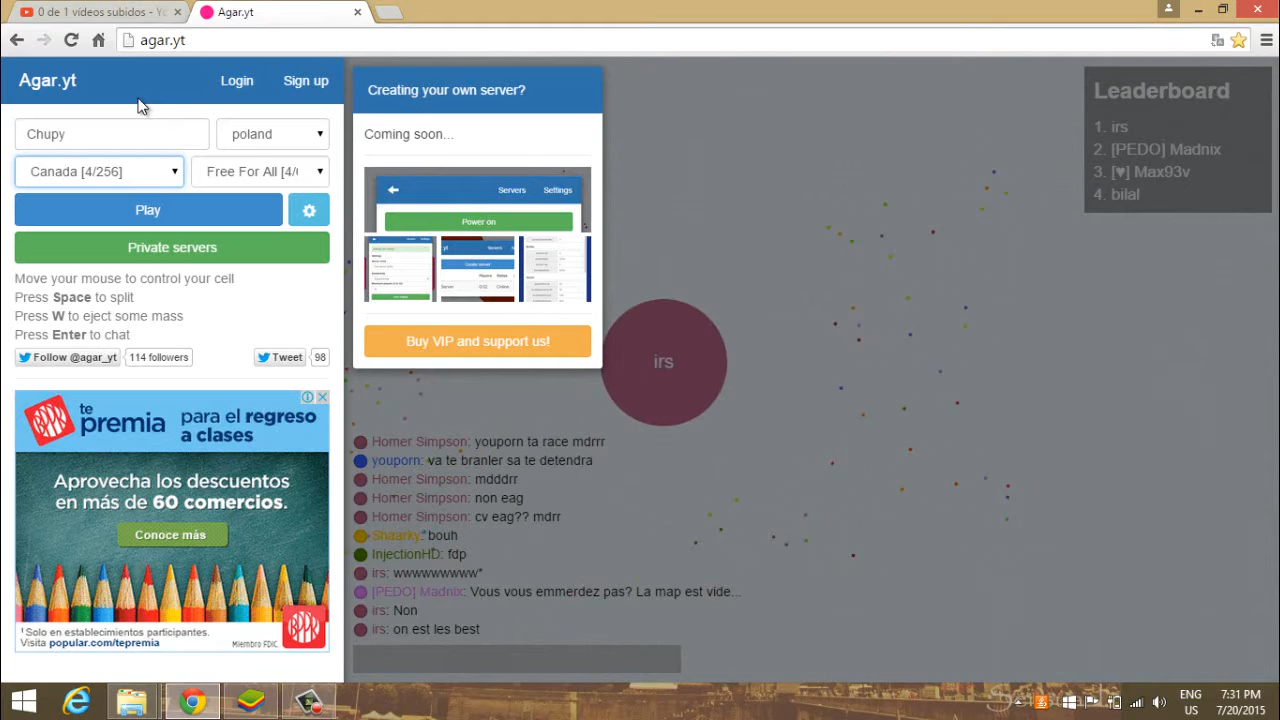 0 de 1 vídeos subidos - Yo
Agar.yt
agar.yt
Agar.yt
Login
Sign up
Chupy
poland
Canada [4/256]
Free For All [4/
Play
Private servers
Move your mouse to control your cell
Press Space to split
Press W to eject some mass
Press Enter to chat
Follow @agar_yt
114 followers
Tweet
98
te premia
para el regreso
a clases
Aprovecha los descuentos
en más de 60 comercios.
Conoce más
¹Solo en establecimientos participantes.
Visita popular.com/tepremia
Miembro FDIC.
Creating your own server?
Coming soon...
Servers
Settings
Power on
Buy VIP and support us!
irs
Homer Simpson: youporn ta race mdrrr
youporn: va te branler sa te detendra
Homer Simpson: mdddrr
Homer Simpson: non eag
Homer Simpson: cv eag?? mdrr
Shaarky: bouh
InjectionHD: fdp
irs: wwwwwwwww*
[PEDO] Madnix: Vous vous emmerdez pas? La map est vide...
irs: Non
irs: on est les best
Leaderboard
1. irs
2. [PEDO] Madnix
3. [♥] Max93v
4. bilal
ENG
US
7:31 PM
7/20/2015